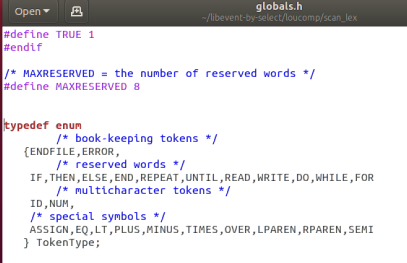 Open
globals.h
~/libevent-by-select/loucomp/scan_lex
#define TRUE 1
#endif
/* MAXRESERVED = the number of reserved words */
#define MAXRESERVED 8
typedef enum
/* book-keeping tokens */
{ENDFILE,ERROR,
/* reserved words */
IF,THEN,ELSE,END,REPEAT,UNTIL,READ,WRITE,DO,WHILE,FOR
/* multicharacter tokens */
ID,NUM,
/* special symbols */
ASSIGN,EQ,LT,PLUS,MINUS,TIMES,OVER,LPAREN,RPAREN,SEMI
} TokenType;